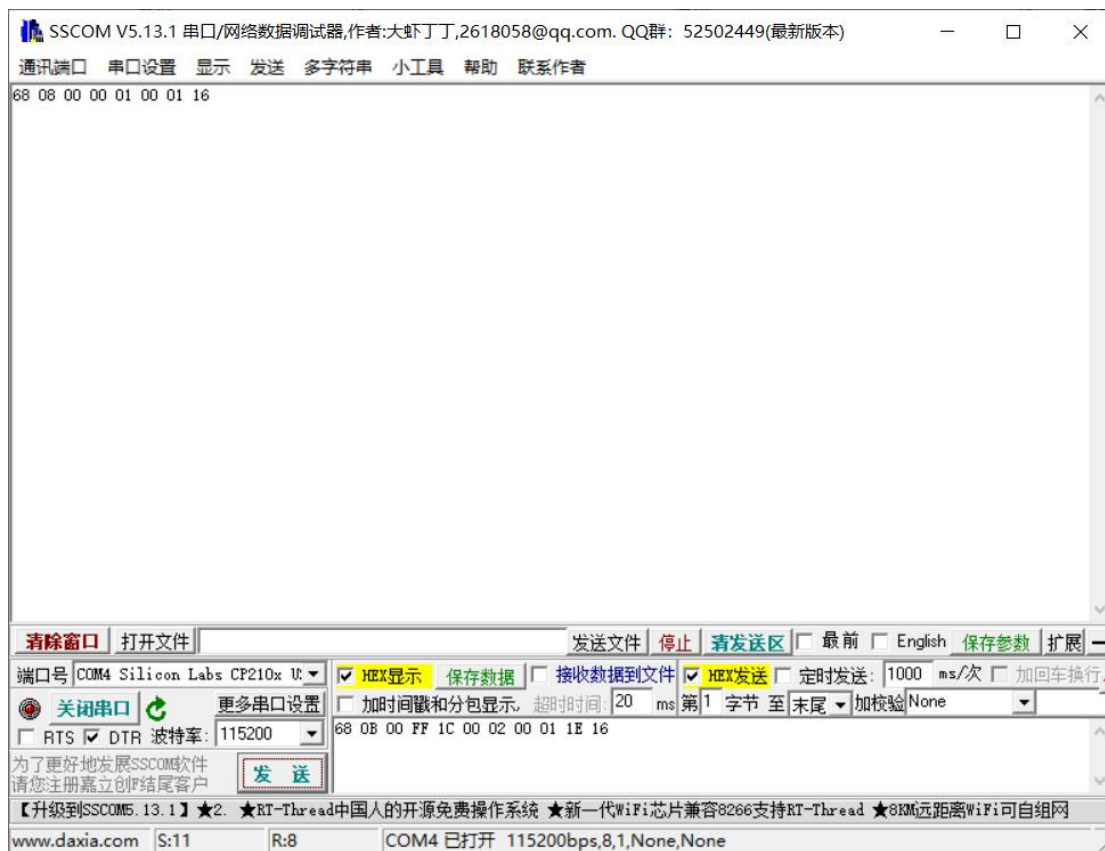 SSCOM V5.13.1 串口/网络数据调试器,作者:大虾丁丁,2618058@qq.com. QQ群: 52502449(最新版本)
通讯端口 串口设置 显示 发送 多字符串 小工具 帮助 联系作者
68 08 00 00 01 00 01 16
清除窗口 打开文件 发送文件 停止 清发送区 最前 English 保存参数 扩展
端口号 COM4 Silicon Labs CP210x HEX显示 保存数据 接收数据到文件 HEX发送 定时发送: 1000 ms/次 加回车换行
关闭串口 更多串口设置 加时间戳和分包显示, 超时时间: 20 ms 第1 字节 至 末尾 加校验 None
RTS DTR 波特率: 115200 68 0B 00 FF 1C 00 02 00 01 1E 16
为了更好地发展SSCOM软件
请您注册嘉立创F结尾客户 发 送
【升级到SSCOM5.13.1】★2. ★RT-Thread中国人的开源免费操作系统 ★新一代WiFi芯片兼容8266支持RT-Thread ★8KM远距离WiFi可自组网
www.daxia.com S:11 R:8 COM4 已打开 115200bps,8,1,None,None